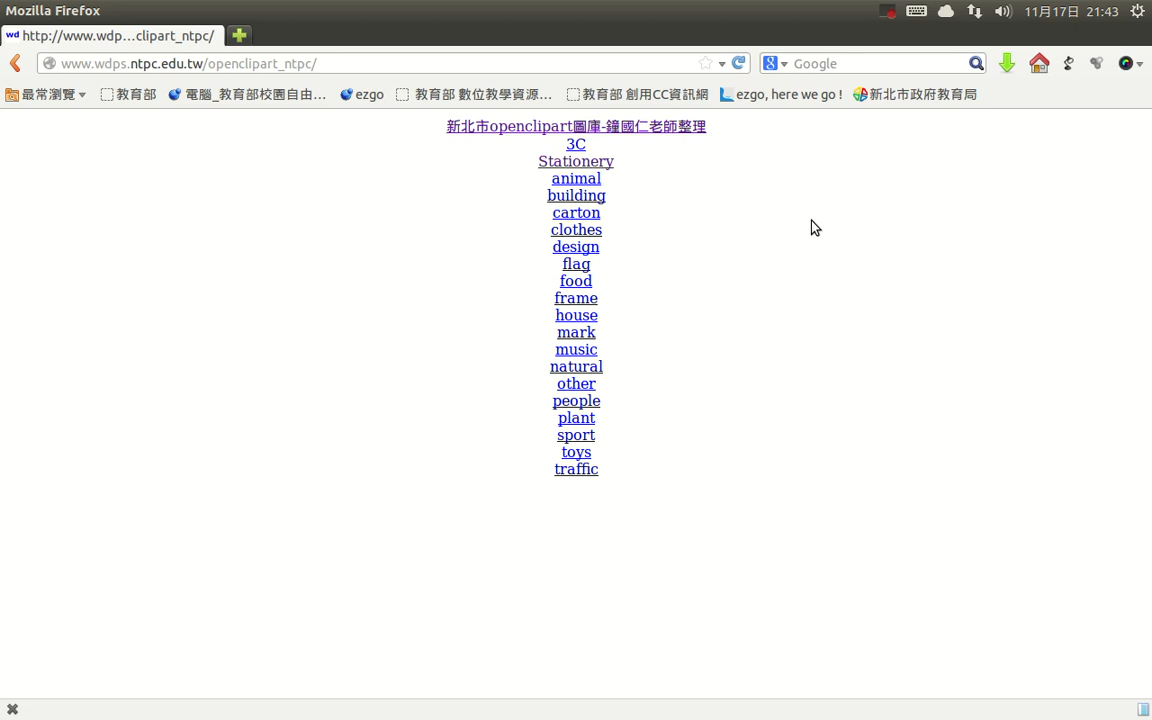 Mozilla Firefox 11月17日 21:43
wd http://www.wdp...clipart_ntpc/
www.wdps.ntpc.edu.tw/openclipart_ntpc/ 8 Google
最常瀏覽 教育部 電腦_教育部校園自由... ezgo 教育部 數位教學資源... 教育部 創用CC資訊網 ezgo, here we go ! 新北市政府教育局
新北市openclipart圖庫-鐘國仁老師整理
3C
Stationery
animal
building
carton
clothes
design
flag
food
frame
house
mark
music
natural
other
people
plant
sport
toys
traffic